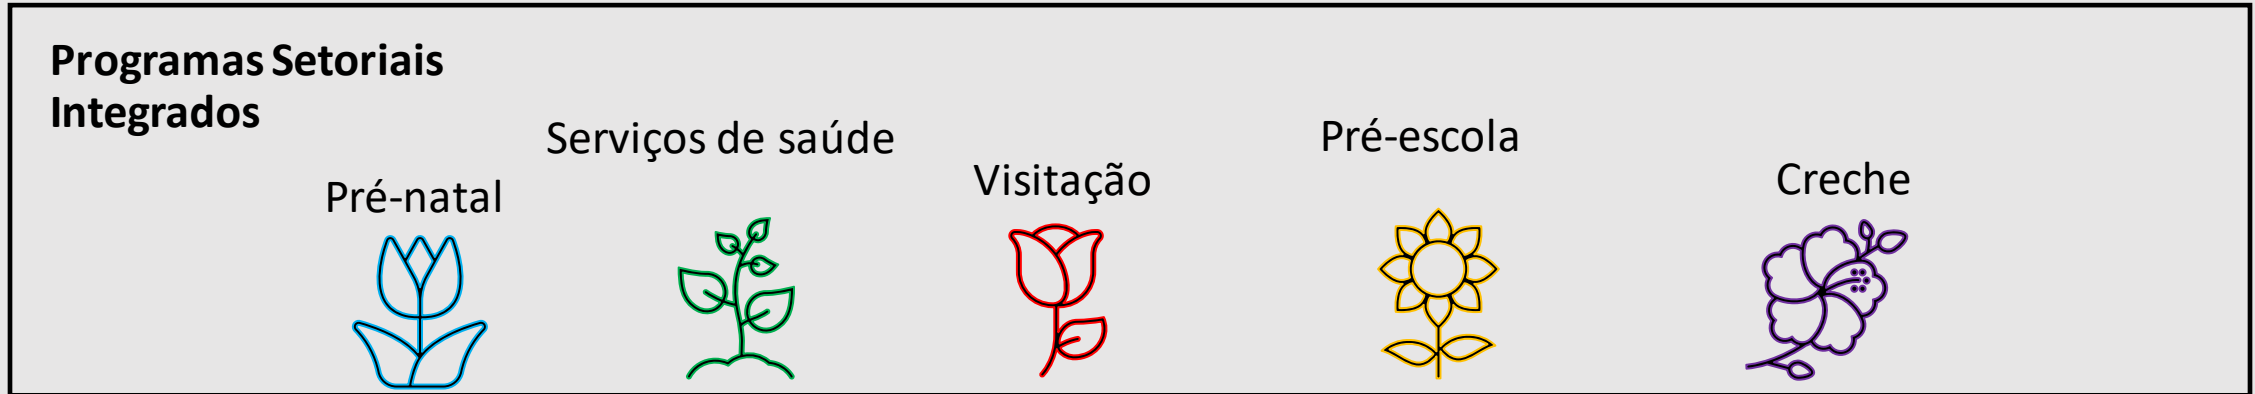 Programas Setoriais
Integrados
Pré-natal
Serviços de saúde
Visitação
Pré-escola
Creche